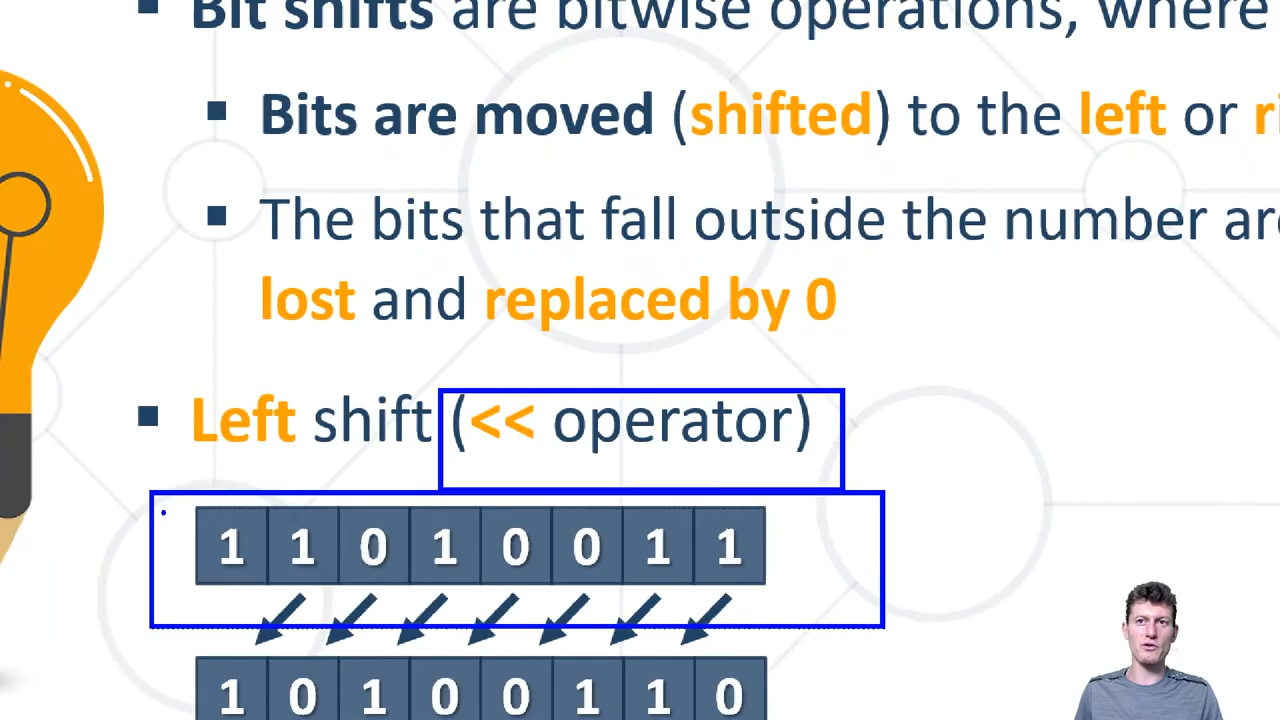 Bit shifts are bitwise operations, where
Bits are moved (shifted) to the left or
The bits that fall outside the number
lost and replaced by 0
Left shift (<< operator)
1 1 0 1 0 0 1 1
1 0 1 0 0 1 1 0